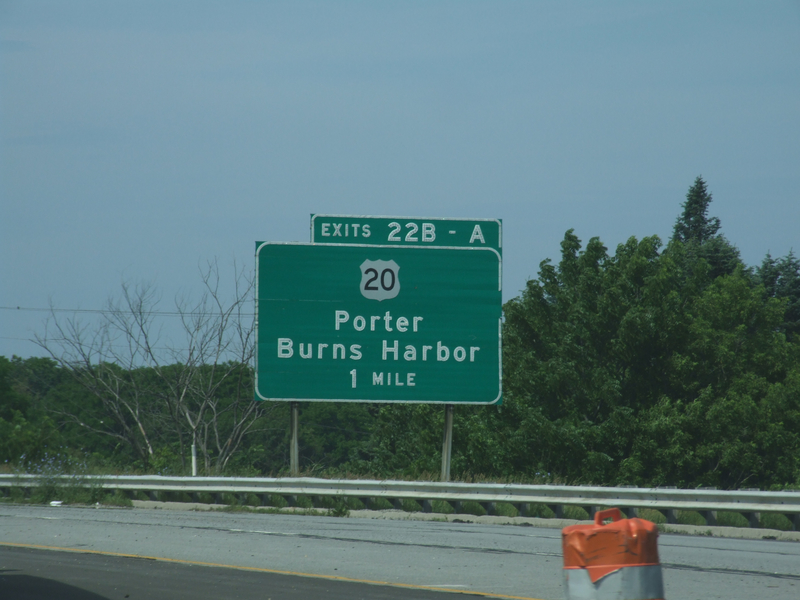 EXITS 22B - A
20
Porter
Burns Harbor
1 MILE